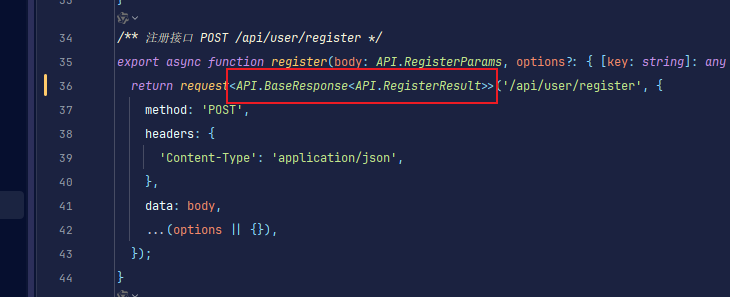 34 /** 注册接口 POST /api/user/register */
35 export async function register(body: API.RegisterParams, options?: { [key: string]: any
36 return request<API.BaseResponse<API.RegisterResult>>('/api/user/register', {
37 method: 'POST',
38 headers: {
39 'Content-Type': 'application/json',
40 },
41 data: body,
42 ...(options || {}),
43 });
44 }